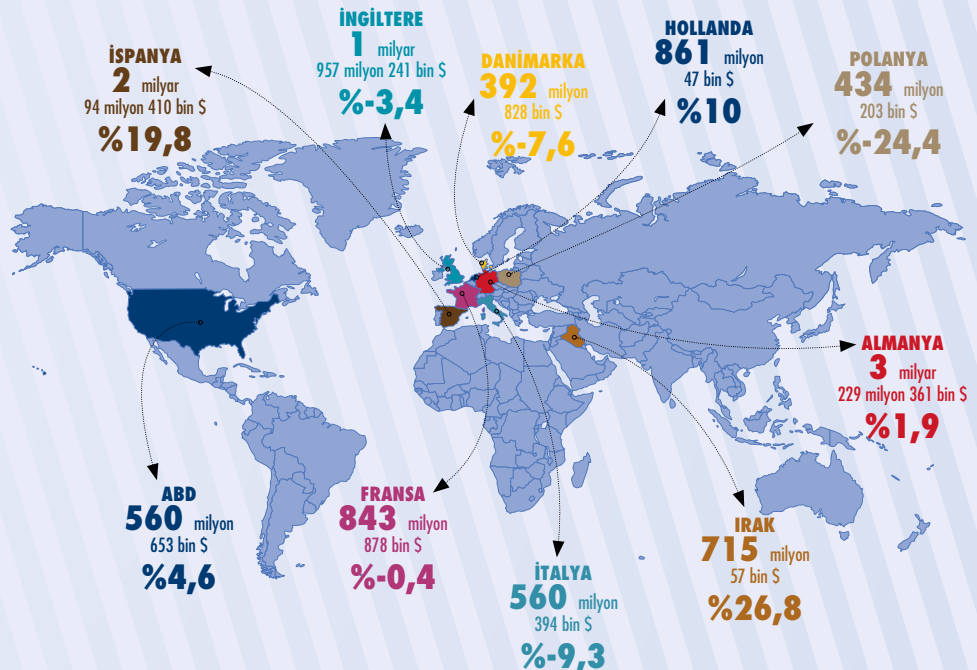 İSPANYA
2 milyar
94 milyon 410 bin $
%19,8
İNGİLTERE
1 milyar
957 milyon 241 bin $
%-3,4
DANİMARKA
392 milyon
828 bin $
%-7,6
HOLLANDA
861 milyon
47 bin $
%10
POLANYA
434 milyon
203 bin $
%-24,4
ALMANYA
3 milyar
229 milyon 361 bin $
%1,9
ABD
560 milyon
653 bin $
%4,6
FRANSA
843 milyon
878 bin $
%-0,4
İTALYA
560 milyon
394 bin $
%-9,3
IRAK
715 milyon
57 bin $
%26,8